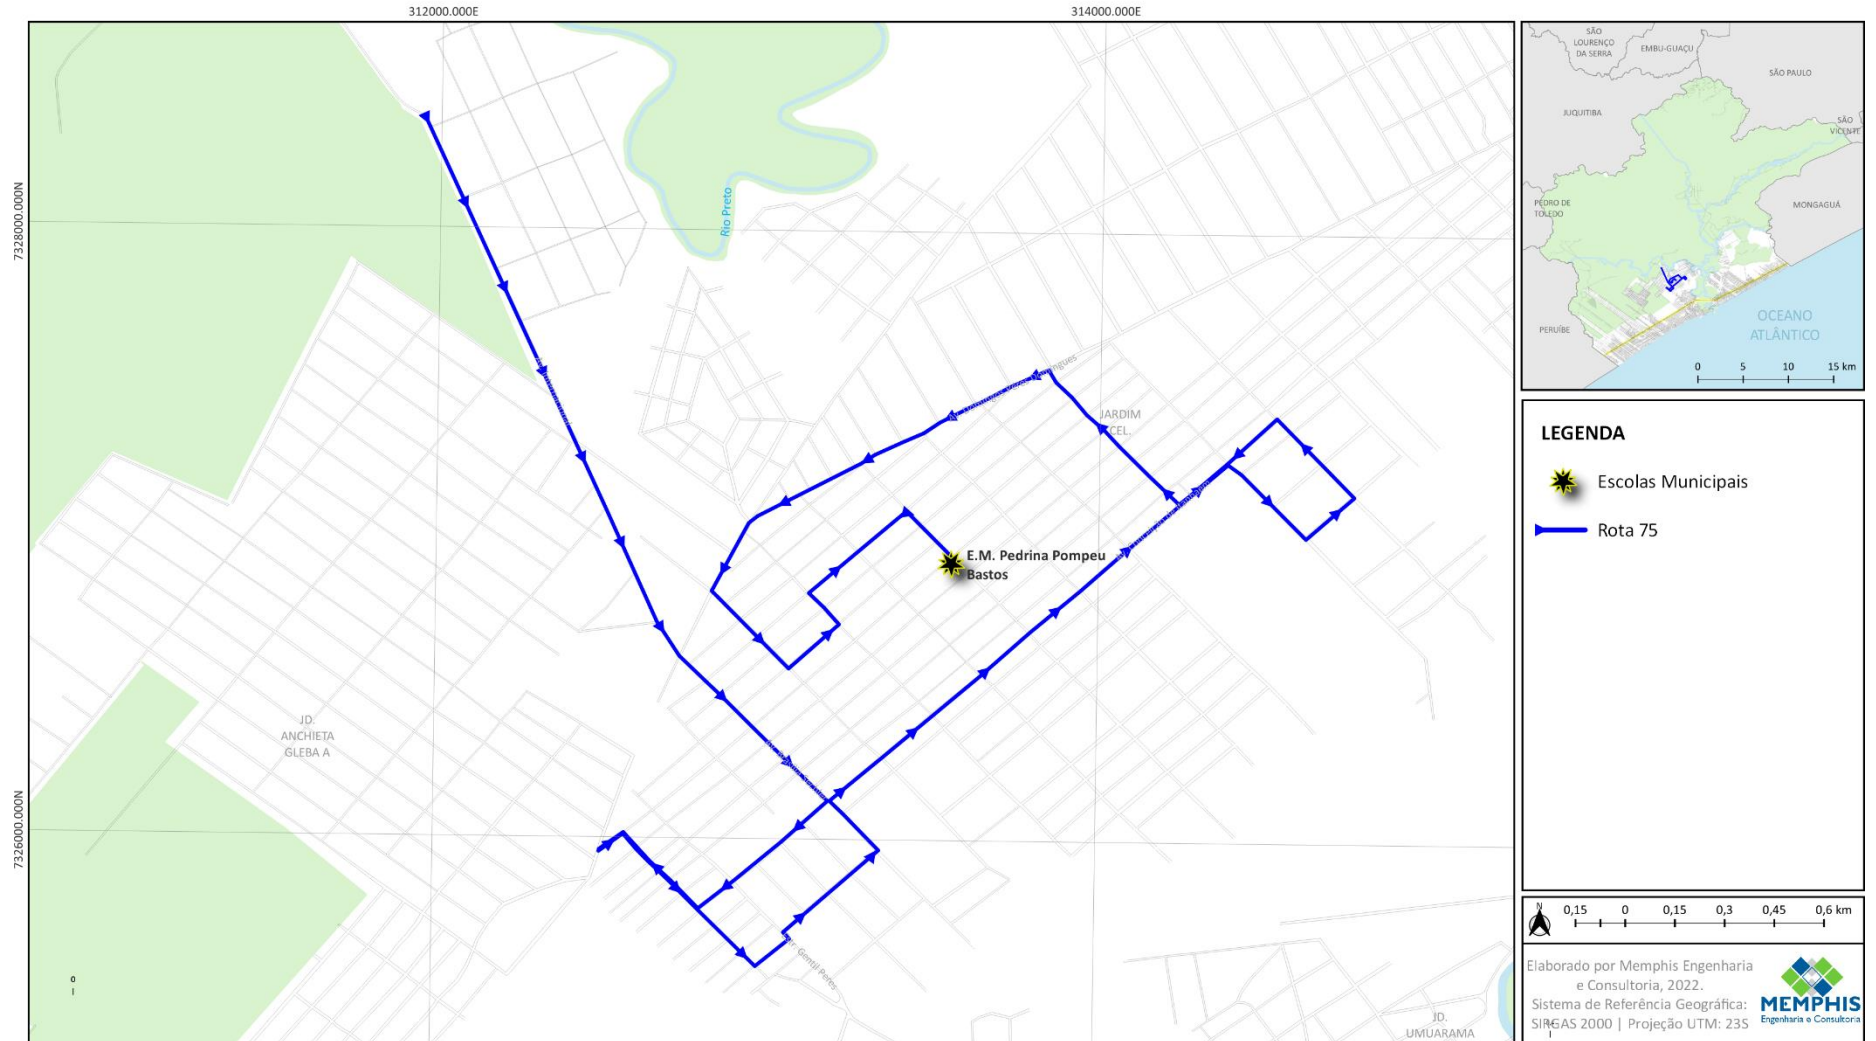 312000.000E
314000.000E
7328000.000N
7326000.000N
Rio Preto
JARDIM
CEL.
E.M. Pedrina Pompeu
Bastos
JD.
ANCHIETA
GLEBA A
Gentil Peres
JD.
UMUARAMA
0
SÃO
LOURENÇO
DA SERRA
EMBU-GUAÇU
SÃO PAULO
JUQUITIBA
SÃO
VICENTE
PEDRO DE
TOLEDO
MONGAGUÁ
PERUÍBE
OCEANO
ATLÂNTICO
0 5 10 15 km
LEGENDA
Escolas Municipais
Rota 75
N
0,15 0 0,15 0,3 0,45 0,6 km
Elaborado por Memphis Engenharia
e Consultoria, 2022.
Sistema de Referência Geográfica:
SIRGAS 2000 | Projeção UTM: 23S
MEMPHIS
Engenharia e Consultoria